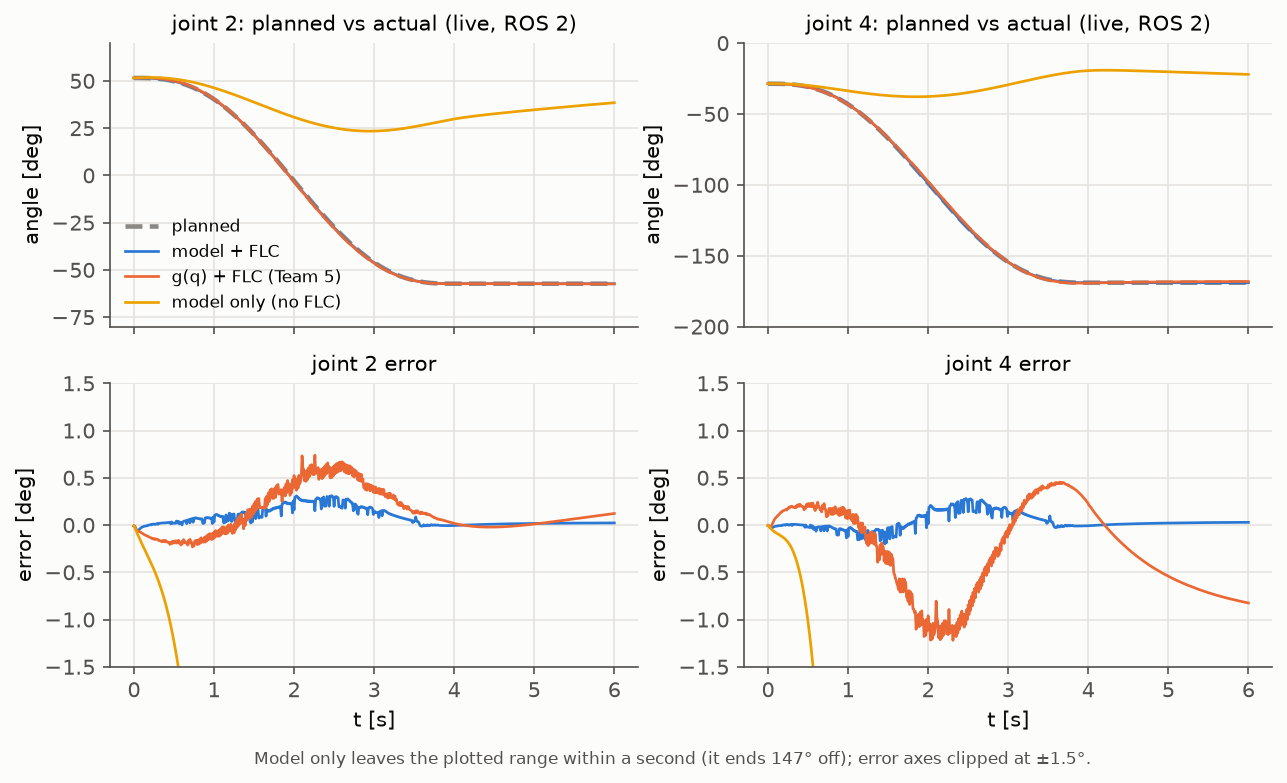 joint 2: planned vs actual (live, ROS 2)
joint 4: planned vs actual (live, ROS 2)
angle [deg]
50
25
0
−25
−50
−75
planned
model + FLC
g(q) + FLC (Team 5)
model only (no FLC)
angle [deg]
0
−50
−100
−150
−200
joint 2 error
joint 4 error
error [deg]
1.5
1.0
0.5
0.0
−0.5
−1.0
−1.5
0 1 2 3 4 5 6
t [s]
error [deg]
1.5
1.0
0.5
0.0
−0.5
−1.0
−1.5
0 1 2 3 4 5 6
t [s]
Model only leaves the plotted range within a second (it ends 147° off); error axes clipped at ±1.5°.